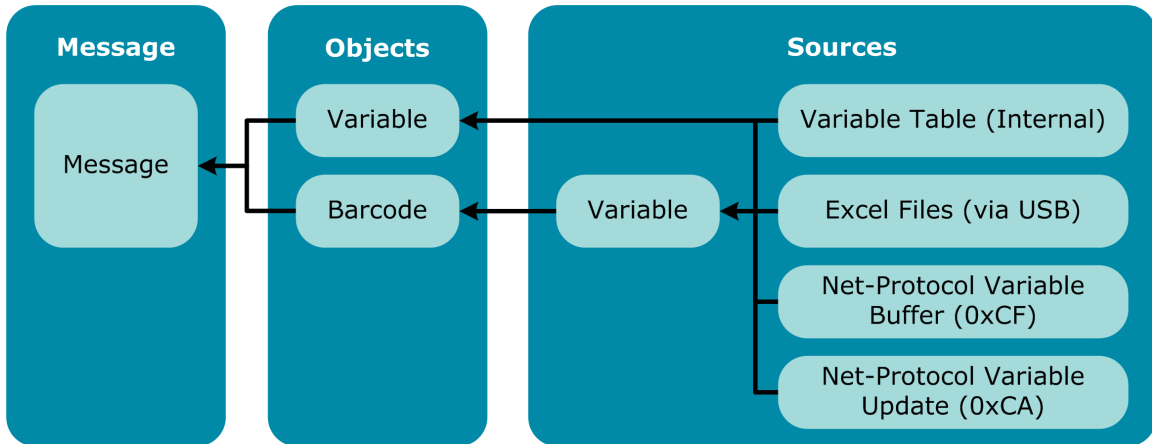 Message
Objects
Sources
Message
Variable
Barcode
Variable
Variable Table (Internal)
Excel Files (via USB)
Net-Protocol Variable
Buffer (0xCF)
Net-Protocol Variable
Update (0xCA)